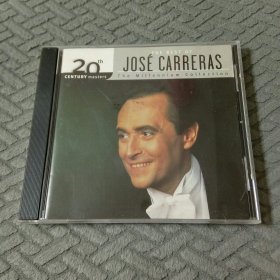 THE BEST OF
20th JOSÉ CARRERAS
CENTURY masters The Millennium Collection